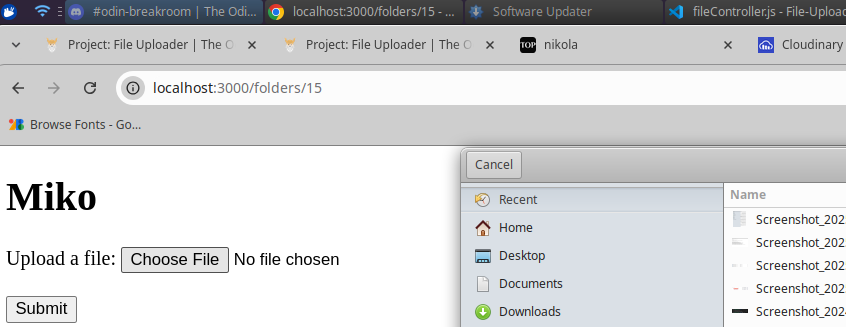 #odin-breakroom | The Odi... localhost:3000/folders/15 - ... Software Updater fileController.js - File-Uploa
Project: File Uploader | The O Project: File Uploader | The O TOP nikola Cloudinary
localhost:3000/folders/15
Browse Fonts - Go...
Miko
Upload a file: Choose File No file chosen
Submit
Cancel
Recent
Home
Desktop
Documents
Downloads
Name
Screenshot_202
Screenshot_202
Screenshot_202
Screenshot_202
Screenshot_202